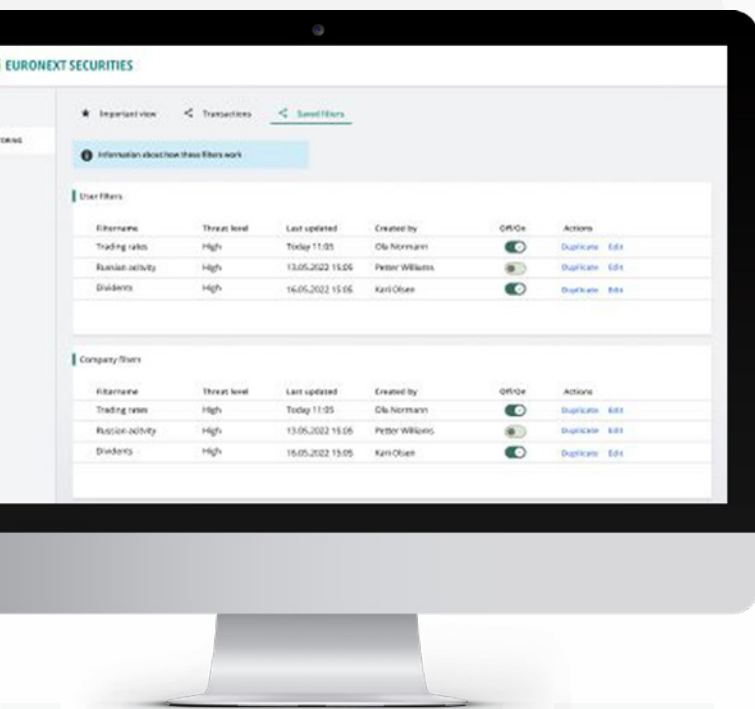 EURONEXT SECURITIES
Important view Transactions Saved filters
Information about how these filters work
User filters
Filtername Threat level Last updated Created by Off/On Actions
Trading rates High Today 11:05 Ola Normann Duplicate Edit
Russian activity High 13.05.2022 15:05 Petter Williams Duplicate Edit
Dividents High 16.05.2022 15:05 Kari Olsen Duplicate Edit
Company filters
Filtername Threat level Last updated Created by Off/On Actions
Trading rates High Today 11:05 Ola Normann Duplicate Edit
Russian activity High 13.05.2022 15:05 Petter Williams Duplicate Edit
Dividents High 16.05.2022 15:05 Kari Olsen Duplicate Edit